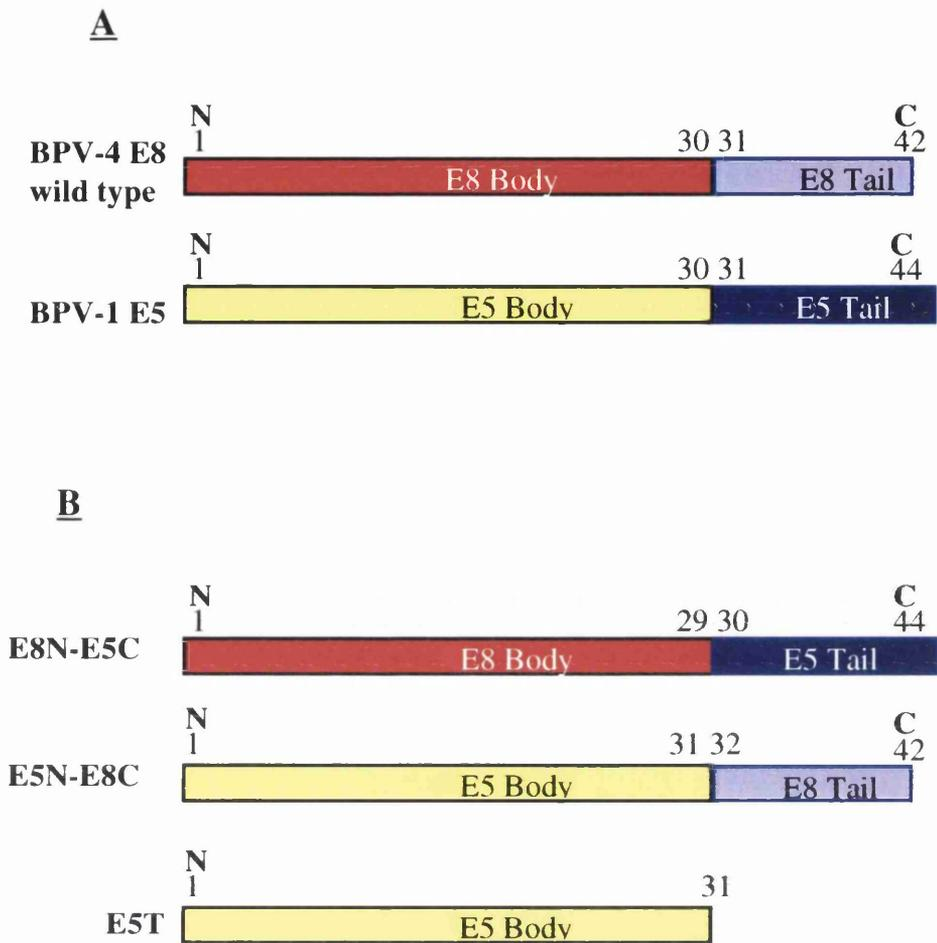 A
N C
1 30 31 42
BPV-4 E8
wild type
E8 Body E8 Tail
N C
1 30 31 44
BPV-1 E5
E5 Body E5 Tail
B
N C
1 29 30 44
E8N-E5C
E8 Body E5 Tail
N C
1 31 32 42
E5N-E8C
E5 Body E8 Tail
N
1 31
E5T
E5 Body